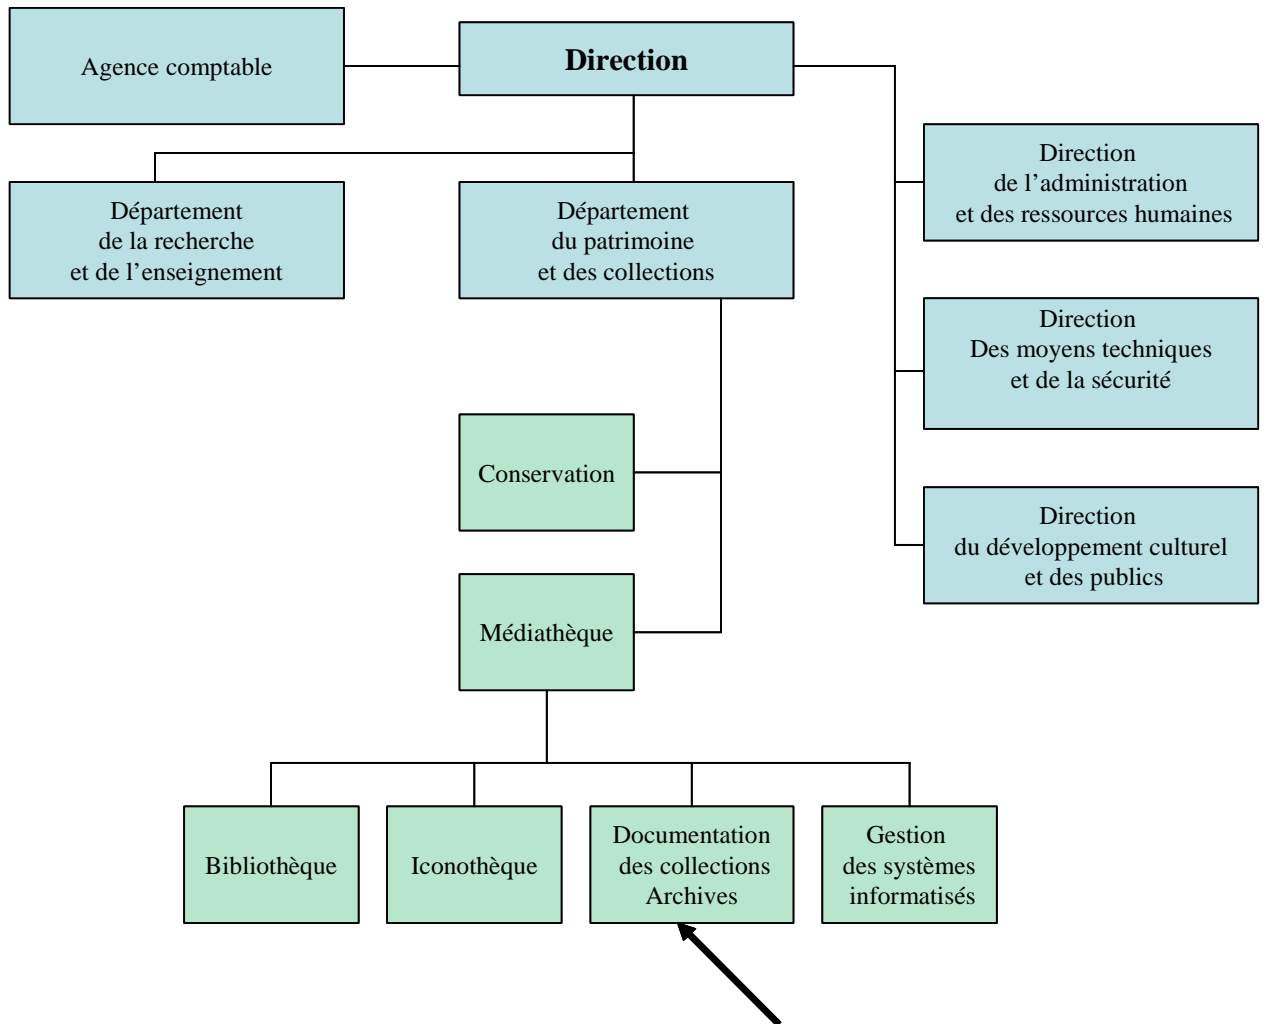 Agence comptable
Direction
Direction
de l’administration
et des ressources humaines
Département
de la recherche
et de l’enseignement
Département
du patrimoine
et des collections
Direction
Des moyens techniques
et de la sécurité
Conservation
Direction
du développement culturel
et des publics
Médiathèque
Bibliothèque
Iconothèque
Documentation
des collections
Archives
Gestion
des systèmes
informatisés